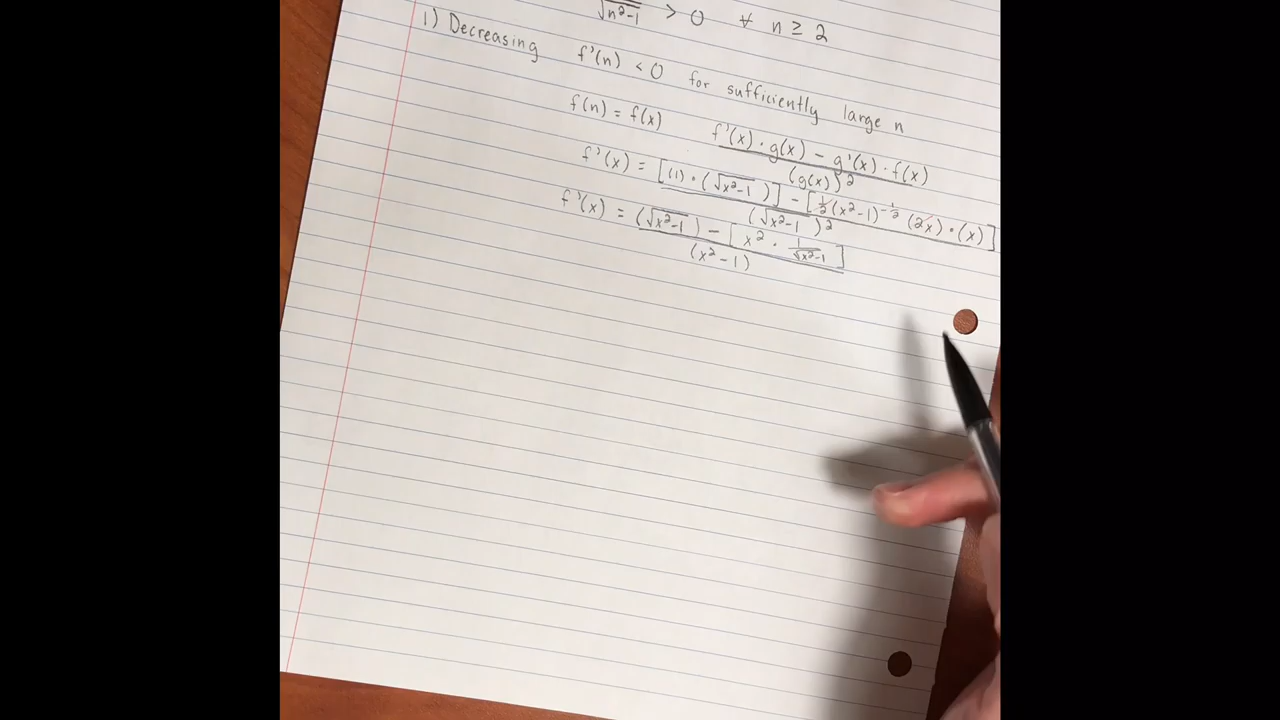 √n²-1 > 0 ∀ n ≥ 2
1) Decreasing f'(n) < 0 for sufficiently large n
f(n) = f(x) f'(x) · g(x) - g'(x) · f(x) / (g(x))²
f'(x) = [(1) · (√x²-1)] - [½(x²-1)^-½ (2x) · (x)] / (√x²-1)²
f'(x) = (√x²-1) - [x² · 1/√x²-1] / (x²-1)